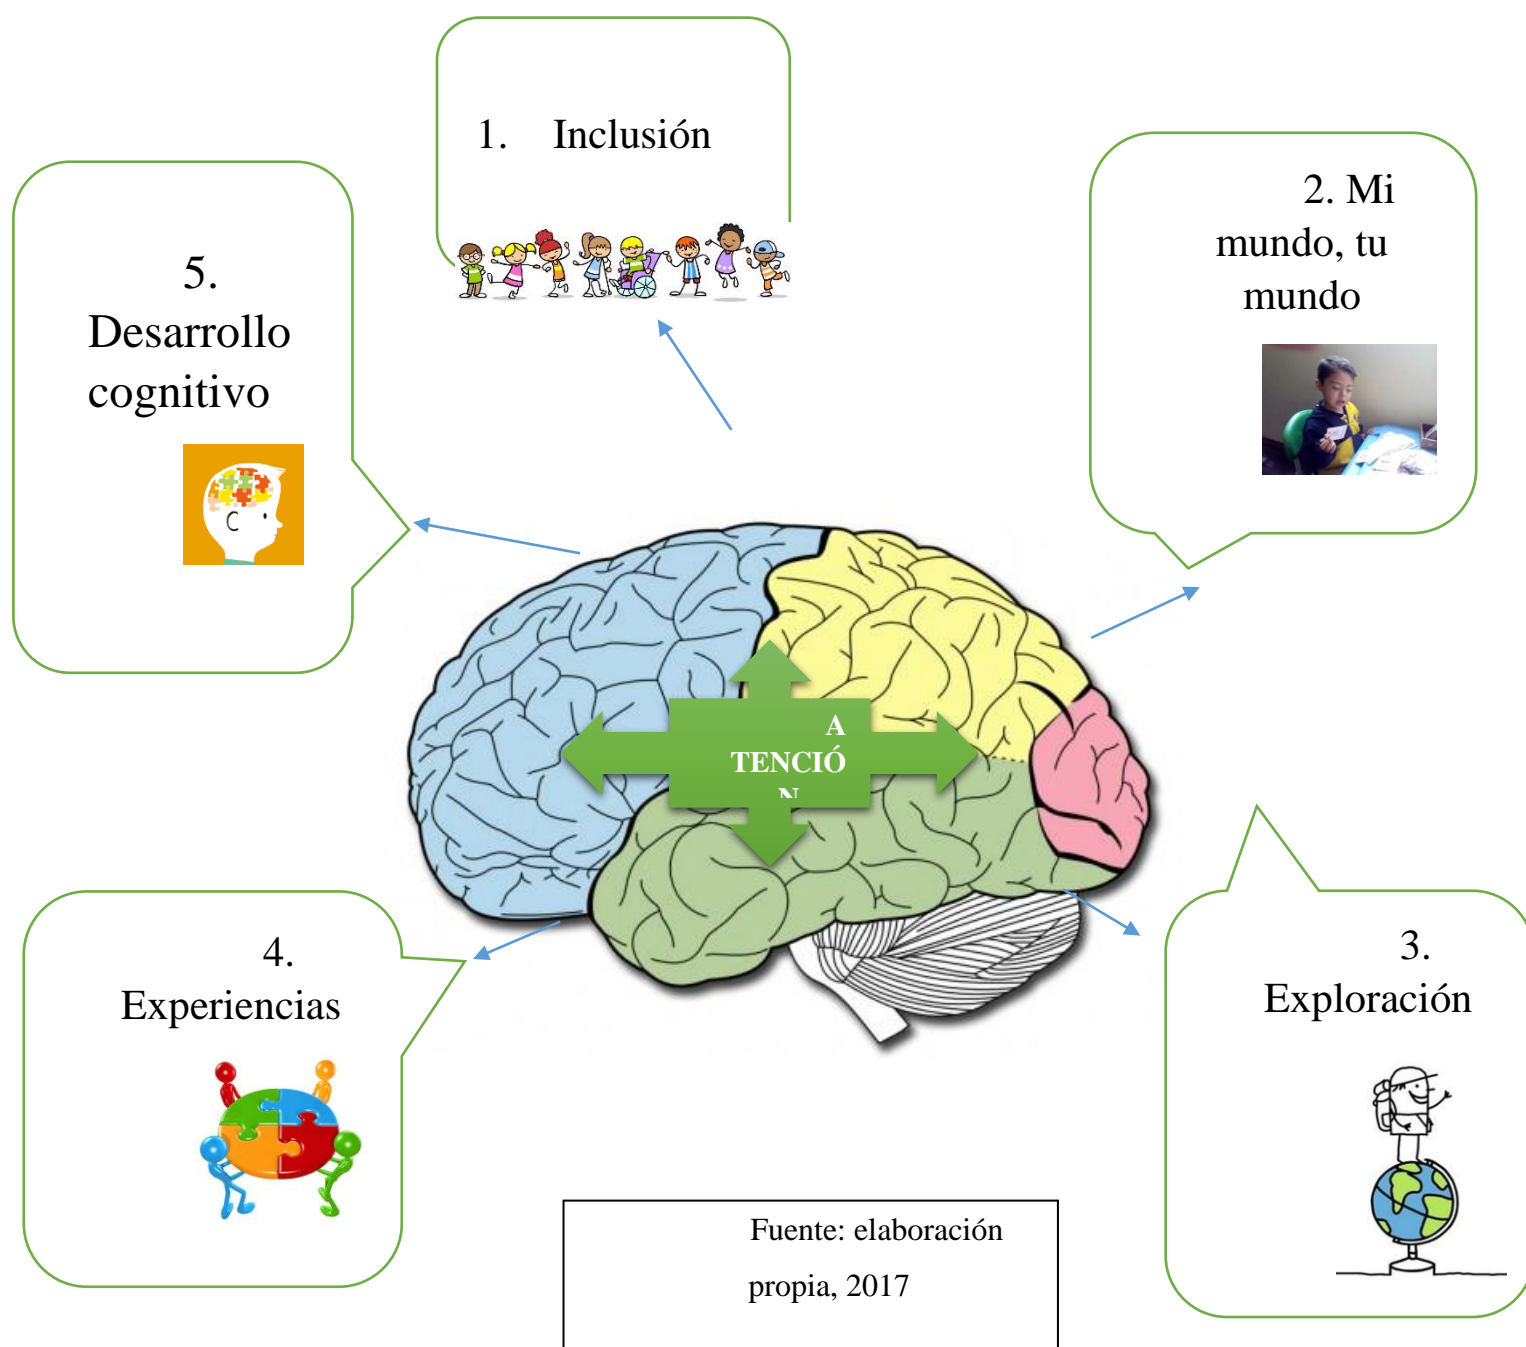 1. Inclusión
2. Mi
mundo, tu
mundo
5.
Desarrollo
cognitivo
A
TENCIÓ
N
4.
Experiencias
3.
Exploración
Fuente: elaboración
propia, 2017